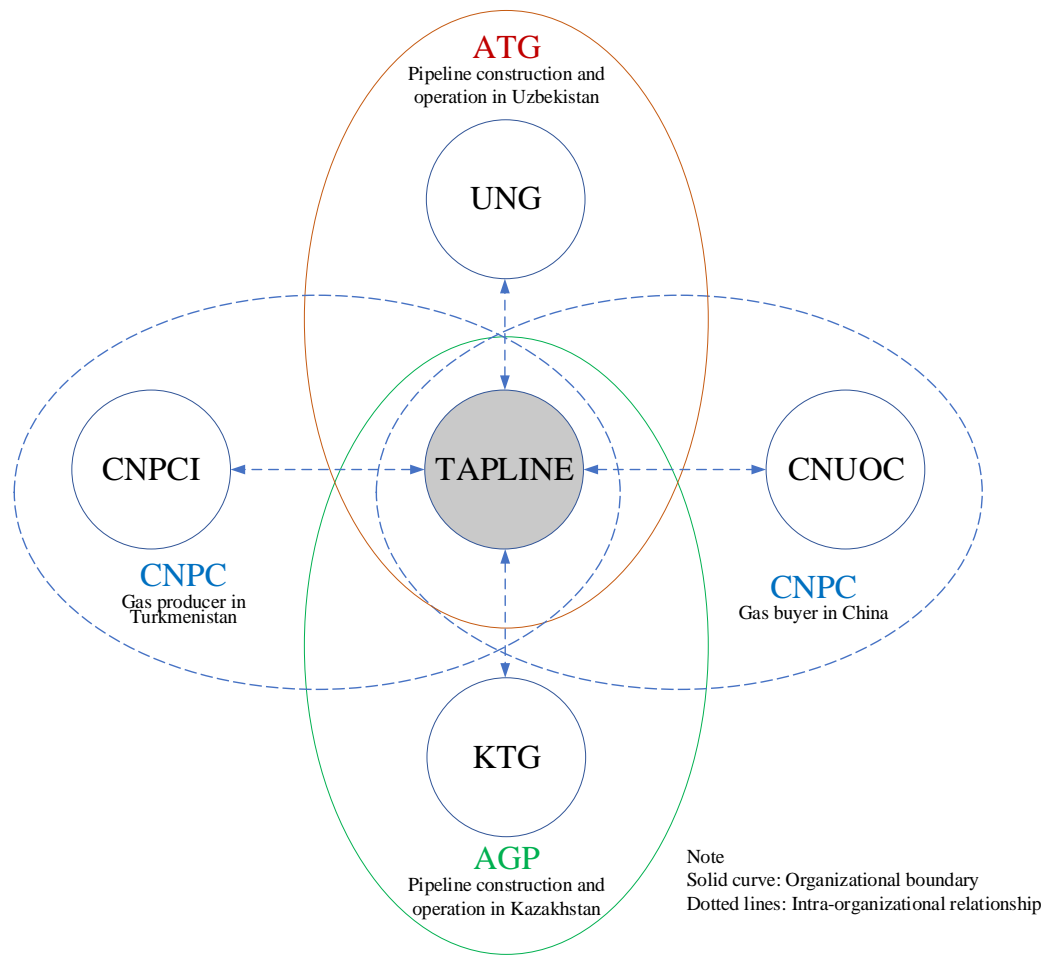 ATG
Pipeline construction and
operation in Uzbekistan
UNG
CNPCI
TAPLINE
CNUOC
CNPC
Gas producer in
Turkmenistan
CNPC
Gas buyer in China
KTG
AGP
Pipeline construction and
operation in Kazakhstan
Note
Solid curve: Organizational boundary
Dotted lines: Intra-organizational relationship